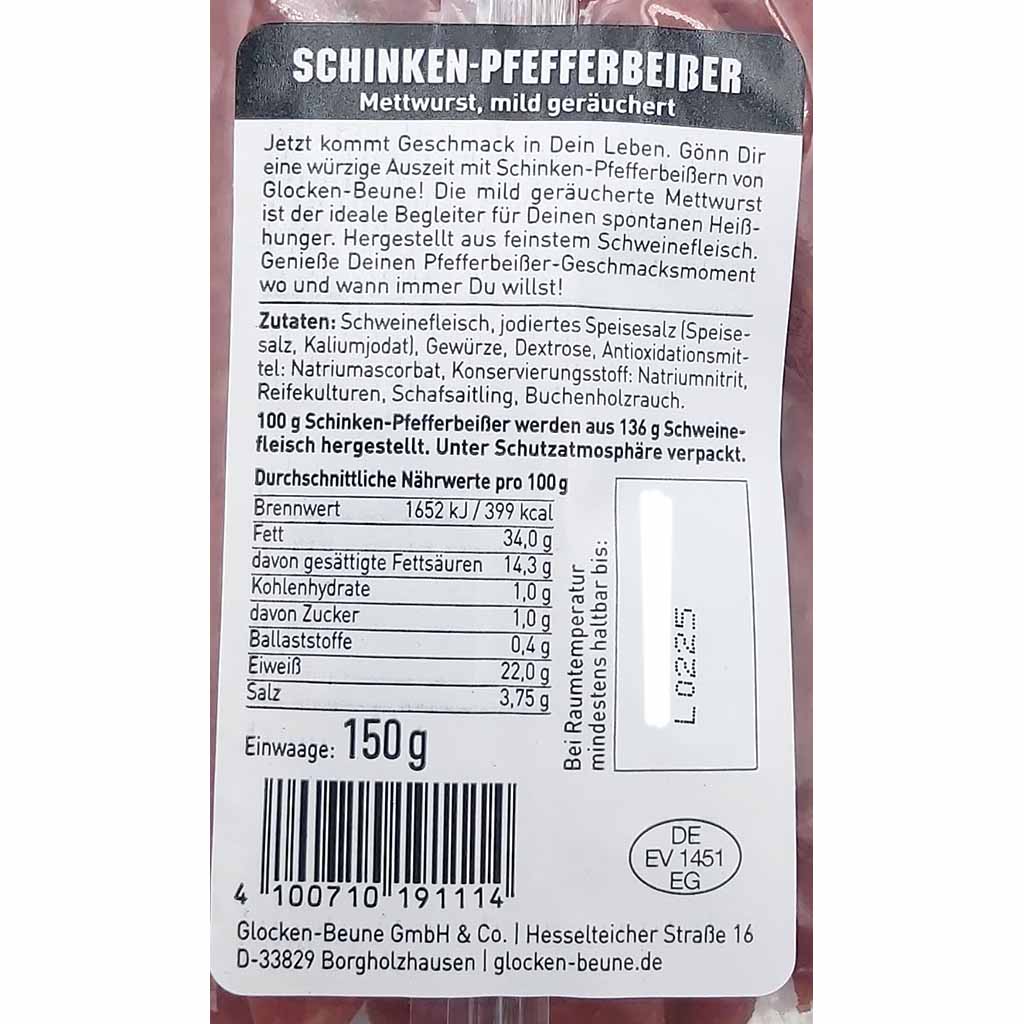 SCHINKEN-PFEFFERBEIẞER
Mettwurst, mild geräuchert
Jetzt kommt Geschmack in Dein Leben. Gönn Dir
eine würzige Auszeit mit Schinken-Pfefferbeißern von
Glocken-Beune! Die mild geräucherte Mettwurst
ist der ideale Begleiter für Deinen spontanen Heiß-
hunger. Hergestellt aus feinstem Schweinefleisch.
Genieße Deinen Pfefferbeißer-Geschmacksmoment
wo und wann immer Du willst!
Zutaten: Schweinefleisch, jodiertes Speisesalz (Speise-
salz, Kaliumjodat), Gewürze, Dextrose, Antioxidationsmit-
tel: Natriumascorbat, Konservierungsstoff: Natriumnitrit,
Reifekulturen, Schafsaitling, Buchenholzrauch.
100 g Schinken-Pfefferbeißer werden aus 136 g Schweine-
fleisch hergestellt. Unter Schutzatmosphäre verpackt.
Durchschnittliche Nährwerte pro 100 g
Brennwert 1652 kJ / 399 kcal
Fett 34,0 g
davon gesättigte Fettsäuren 14,3 g
Kohlenhydrate 1,0 g
davon Zucker 1,0 g
Ballaststoffe 0,4 g
Eiweiß 22,0 g
Salz 3,75 g
Bei Raumtemperatur
mindestens haltbar bis:
L 0225
Einwaage: 150 g
DE
EV 1451
EG
4 100710 191114
Glocken-Beune GmbH & Co. | Hesselteicher Straße 16
D-33829 Borgholzhausen | glocken-beune.de